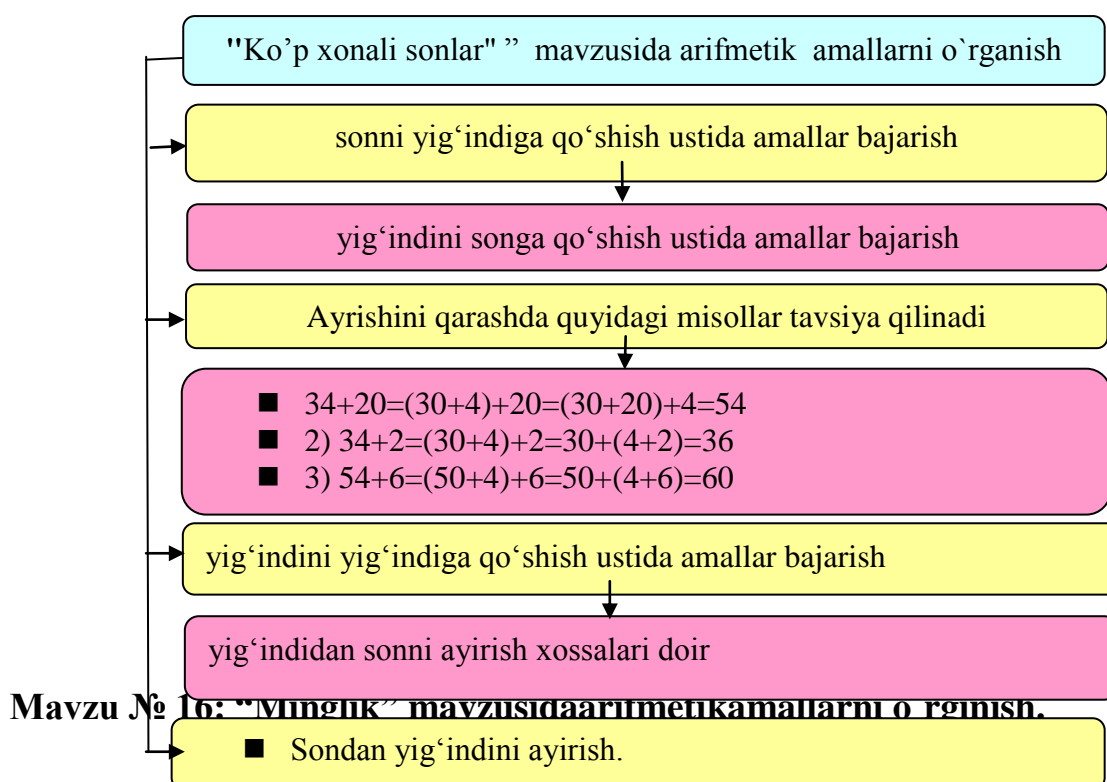 "Ko’p xonali sonlar" ” mavzusida arifmetik amallarni o`rganish
sonni yig‘indiga qo‘shish ustida amallar bajarish
yig‘indini songa qo‘shish ustida amallar bajarish
Ayrishini qarashda quyidagi misollar tavsiya qilinadi
■ 34+20=(30+4)+20=(30+20)+4=54
■ 2) 34+2=(30+4)+2=30+(4+2)=36
■ 3) 54+6=(50+4)+6=50+(4+6)=60
yig‘indini yig‘indiga qo‘shish ustida amallar bajarish
yig‘indidan sonni ayirish xossalari doir
Mavzu № 16: “Minglik” mavzusidaarifmetikamallarni o`rginish.
■ Sondan yig‘indini ayirish.